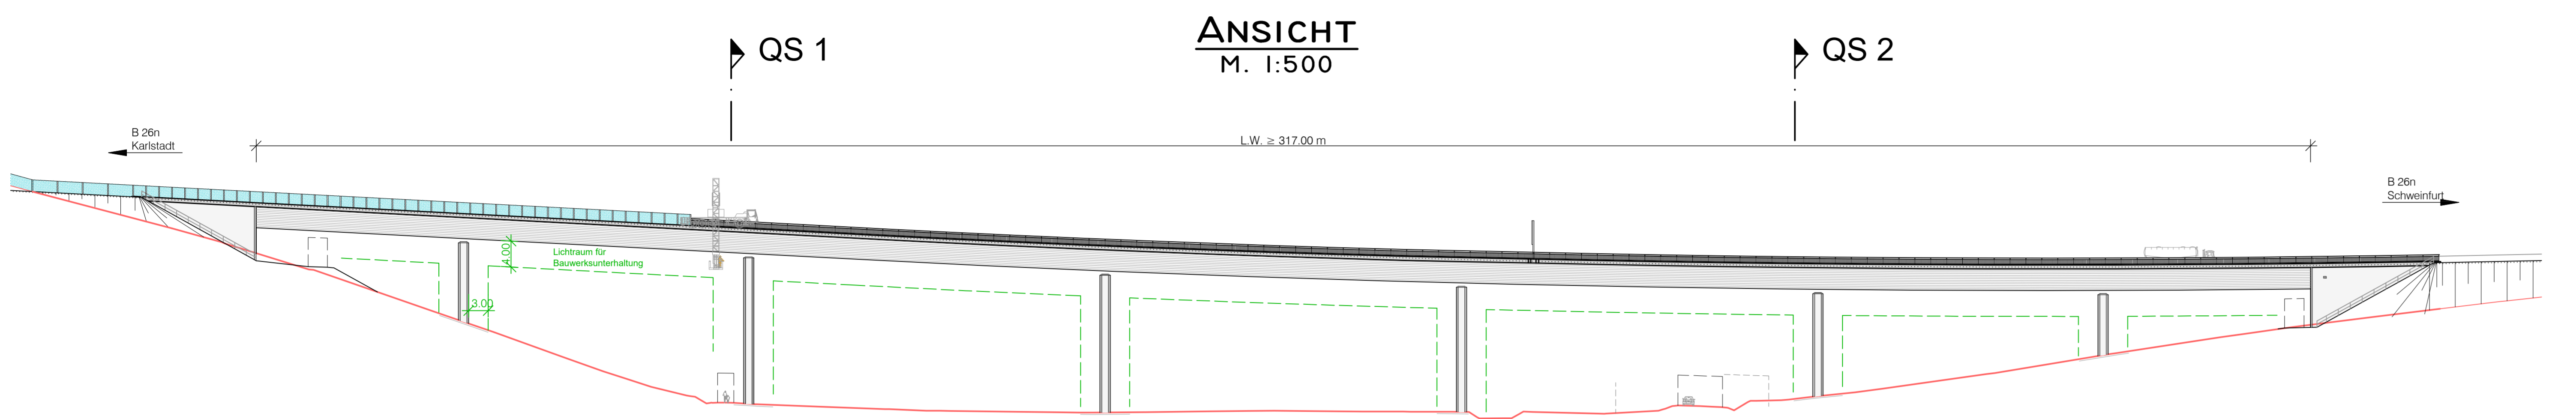 ANSICHT
M. 1:500
QS 1
QS 2
B 26n
Karlstadt
L.W. ≥ 317.00 m
B 26n
Schweinfurt
4.00
Lichtraum für
Bauwerksunterhaltung
3.00